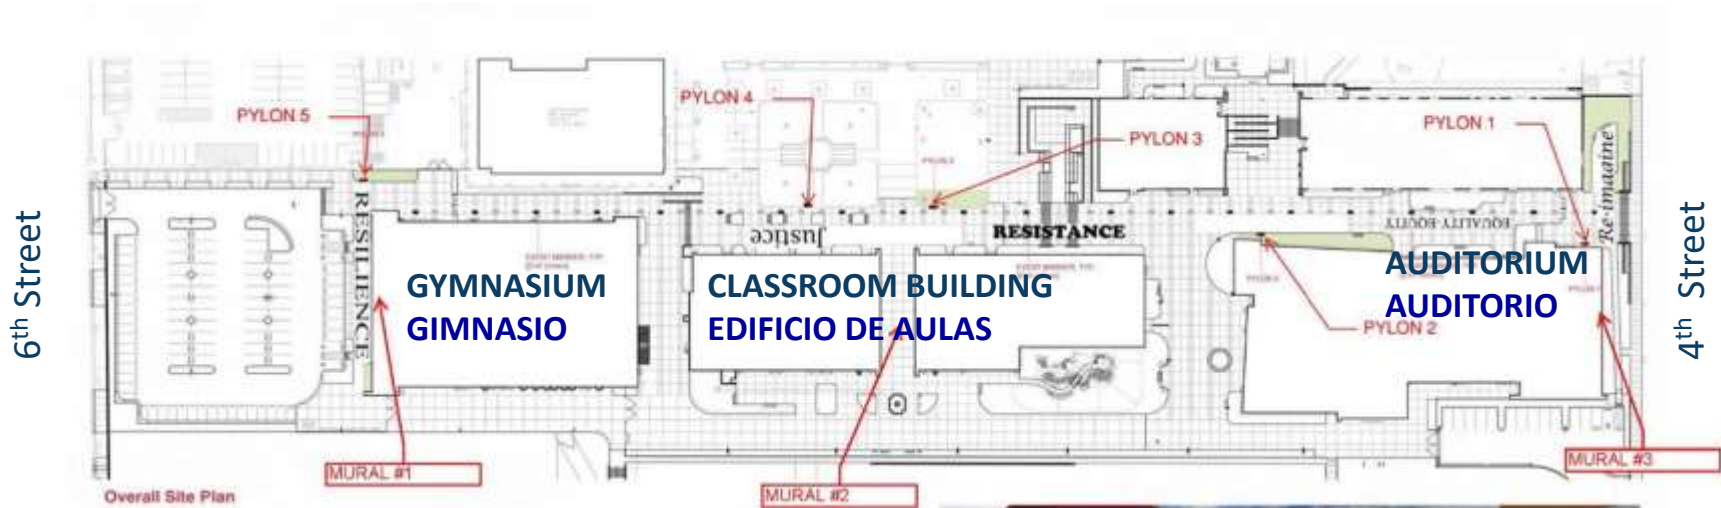 PYLON 5
PYLON 4
PYLON 3
PYLON 1
6th Street
RESILIENCE
Justice
RESISTANCE
EQUALITY-EQUITY
Re-imagine
4th Street
GYMNASIUM
GIMNASIO
CLASSROOM BUILDING
EDIFICIO DE AULAS
AUDITORIUM
AUDITORIO
PYLON 2
MURAL #1
MURAL #2
MURAL #3
Overall Site Plan